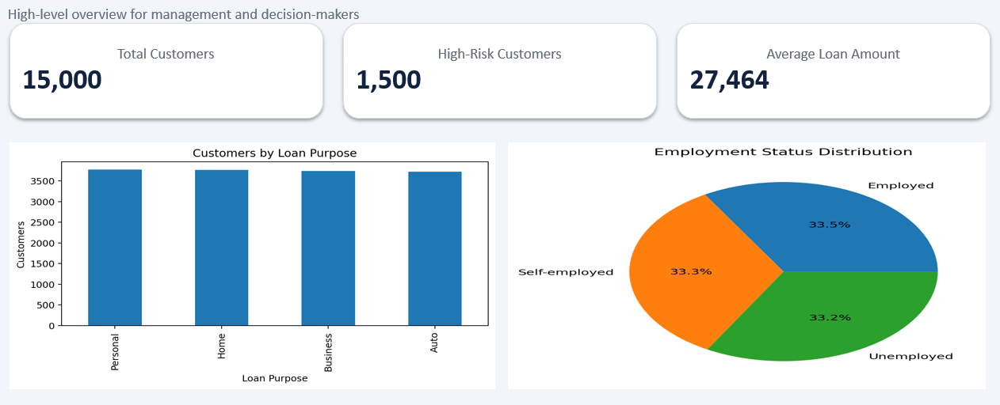 High-level overview for management and decision-makers
Total Customers
15,000
High-Risk Customers
1,500
Average Loan Amount
27,464
Customers by Loan Purpose
3500
3000
2500
2000
1500
1000
500
0
Customers
Personal
Home
Business
Auto
Loan Purpose
Employment Status Distribution
Employed
33.5%
Self-employed
33.3%
33.2%
Unemployed